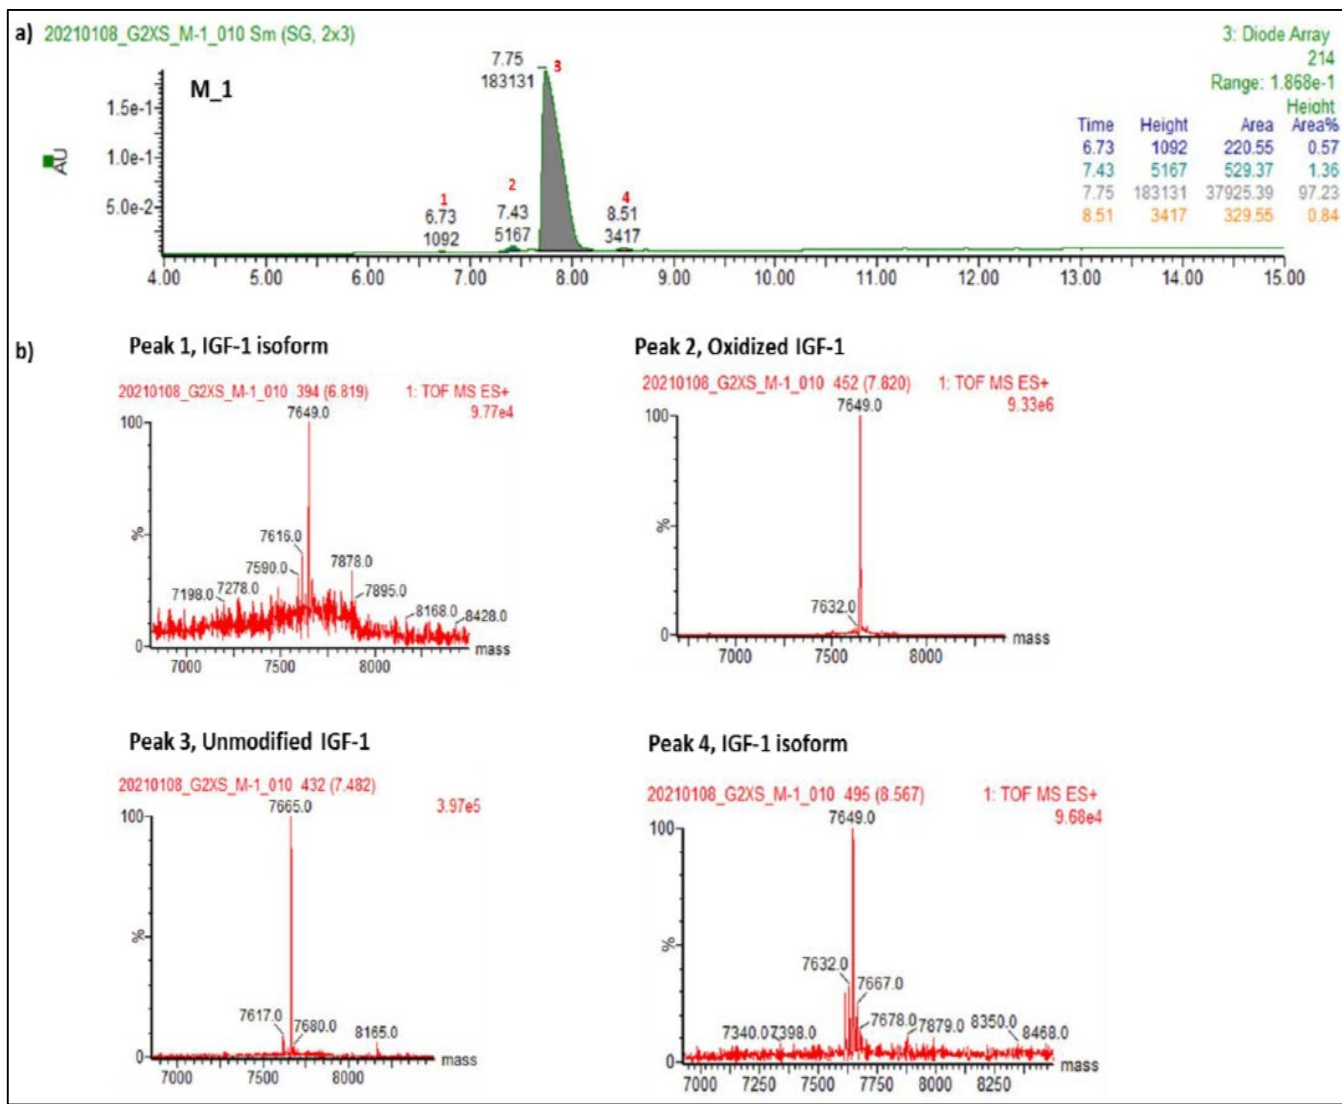 a) 20210108_G2XS_M-1_010 Sm (SG, 2x3)
3: Diode Array
214
Range: 1.868e-1
Height
M_1
AU
1.5e-1
1.0e-1
5.0e-2
1
6.73
1092
2
7.43
5167
7.75
183131
3
4
8.51
3417
Time Height Area Area%
6.73 1092 220.55 0.57
7.43 5167 529.37 1.36
7.75 183131 37925.39 97.23
8.51 3417 329.55 0.84
4.00 5.00 6.00 7.00 8.00 9.00 10.00 11.00 12.00 13.00 14.00 15.00
b)
Peak 1, IGF-1 isoform
20210108_G2XS_M-1_010 394 (6.819) 1: TOF MS ES+
9.77e4
7649.0
100
%
0
7616.0
7590.0
7878.0
7895.0
7198.0
7278.0
8168.0
8428.0
mass
7000 7500 8000
Peak 2, Oxidized IGF-1
20210108_G2XS_M-1_010 452 (7.820) 1: TOF MS ES+
9.33e6
7649.0
100
%
0
7632.0
mass
7000 7500 8000
Peak 3, Unmodified IGF-1
20210108_G2XS_M-1_010 432 (7.482)
3.97e5
7665.0
100
%
0
7617.0
7680.0
8165.0
mass
7000 7500 8000
Peak 4, IGF-1 isoform
20210108_G2XS_M-1_010 495 (8.567) 1: TOF MS ES+
9.68e4
7649.0
100
%
0
7632.0
7667.0
7678.0
7879.0
7340.0
7398.0
8350.0
8468.0
mass
7000 7250 7500 7750 8000 8250